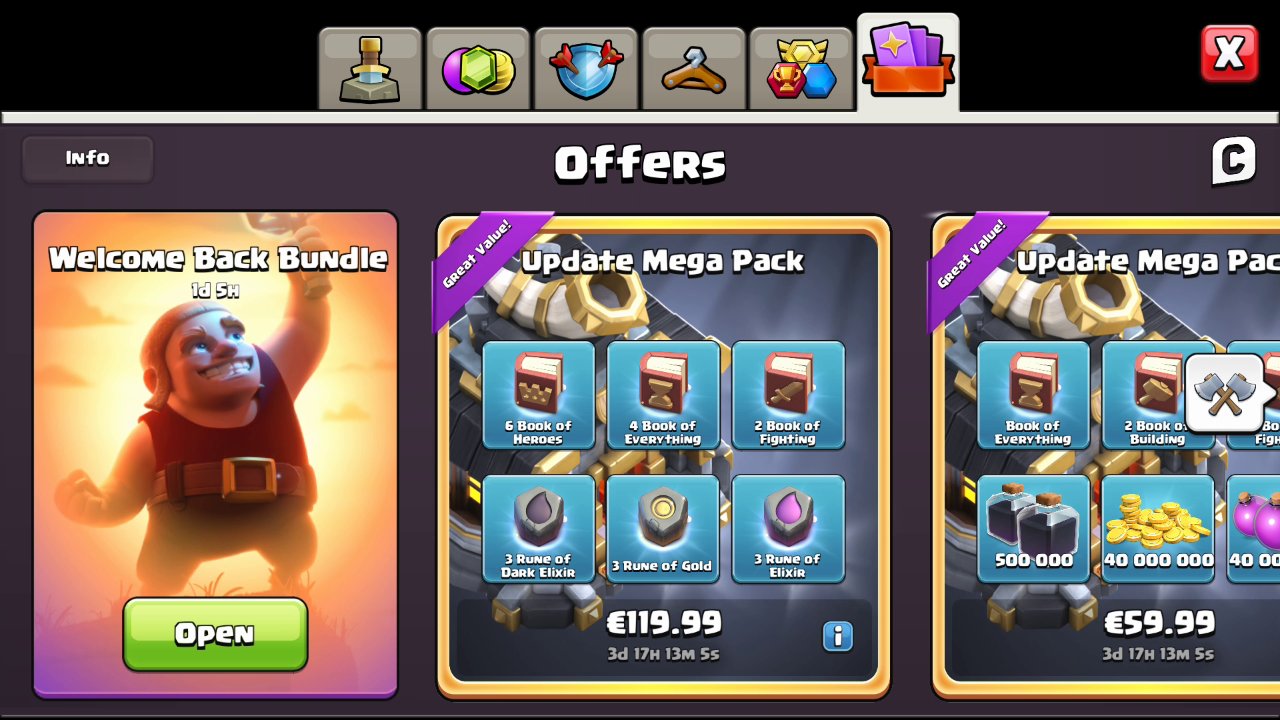 X
Info
Offers
C
Welcome Back Bundle
1d 5h
Open
Great Value!
Update Mega Pack
6 Book of
Heroes
4 Book of
Everything
2 Book of
Fighting
3 Rune of
Dark Elixir
3 Rune of Gold
3 Rune of
Elixir
€119.99
3d 17h 13m 5s
i
Great Value!
Update Mega Pac
Book of
Everything
2 Book
Building
500 000
40 000 000
40 00
€59.99
3d 17h 13m 5s